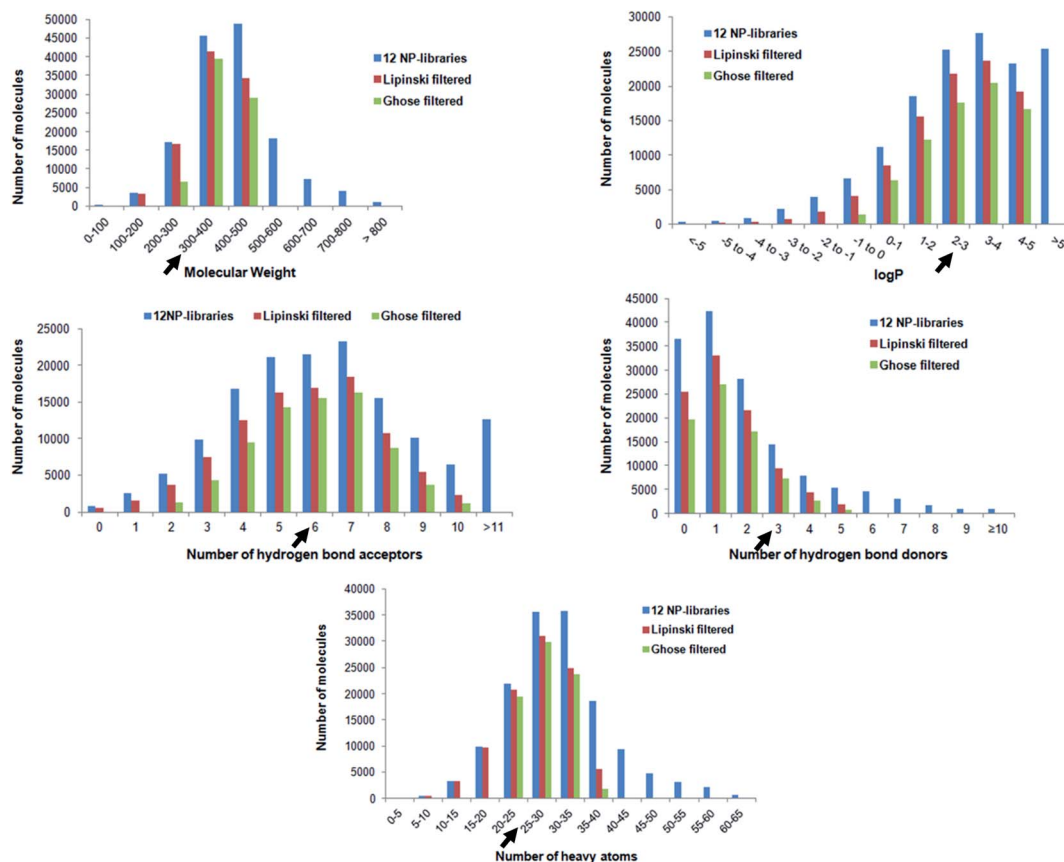 50000
45000
40000
35000
30000
25000
20000
15000
10000
5000
0
Number of molecules
12 NP-libraries
Lipinski filtered
Ghose filtered
0-100
100-200
200-300
300-400
400-500
500-600
600-700
700-800
> 800
Molecular Weight
30000
25000
20000
15000
10000
5000
0
Number of molecules
12 NP-libraries
Lipinski filtered
Ghose filtered
<-5
-5 to -4
-4 to -3
-3 to -2
-2 to -1
-1 to 0
0-1
1-2
2-3
3-4
4-5
>5
logP
12NP-libraries Lipinski filtered Ghose filtered
25000
20000
15000
10000
5000
0
Number of molecules
0 1 2 3 4 5 6 7 8 9 10 >11
Number of hydrogen bond acceptors
45000
40000
35000
30000
25000
20000
15000
10000
5000
0
Number of molecules
12 NP-libraries
Lipinski filtered
Ghose filtered
0 1 2 3 4 5 6 7 8 9 ≥10
Number of hydrogen bond donors
40000
35000
30000
25000
20000
15000
10000
5000
0
Number of molecules
12 NP-libraries
Lipinski filtered
Ghose filtered
0-5
5-10
10-15
15-20
20-25
25-30
30-35
35-40
40-45
45-50
50-55
55-60
60-65
Number of heavy atoms